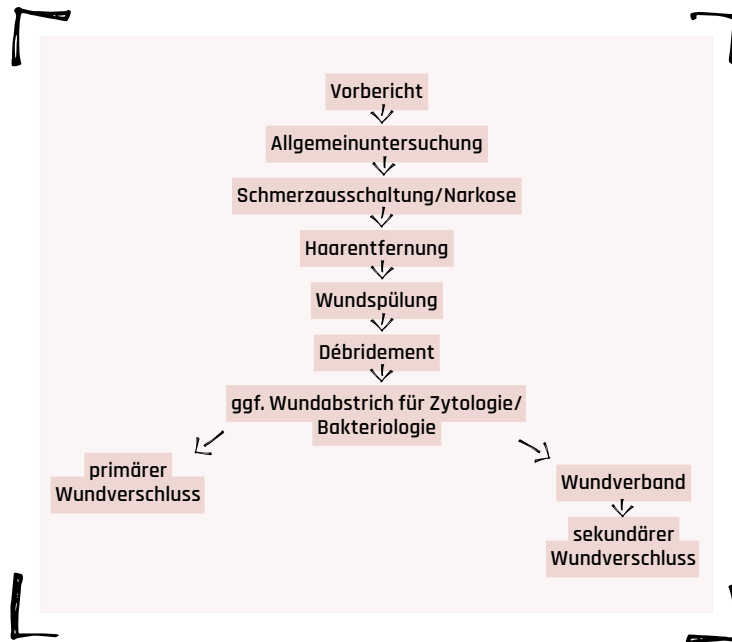 Vorbericht
Allgemeinuntersuchung
Schmerzausschaltung/Narkose
Haarentfernung
Wundspülung
Débridement
ggf. Wundabstrich für Zytologie/
Bakteriologie
primärer
Wundverschluss
Wundverband
sekundärer
Wundverschluss